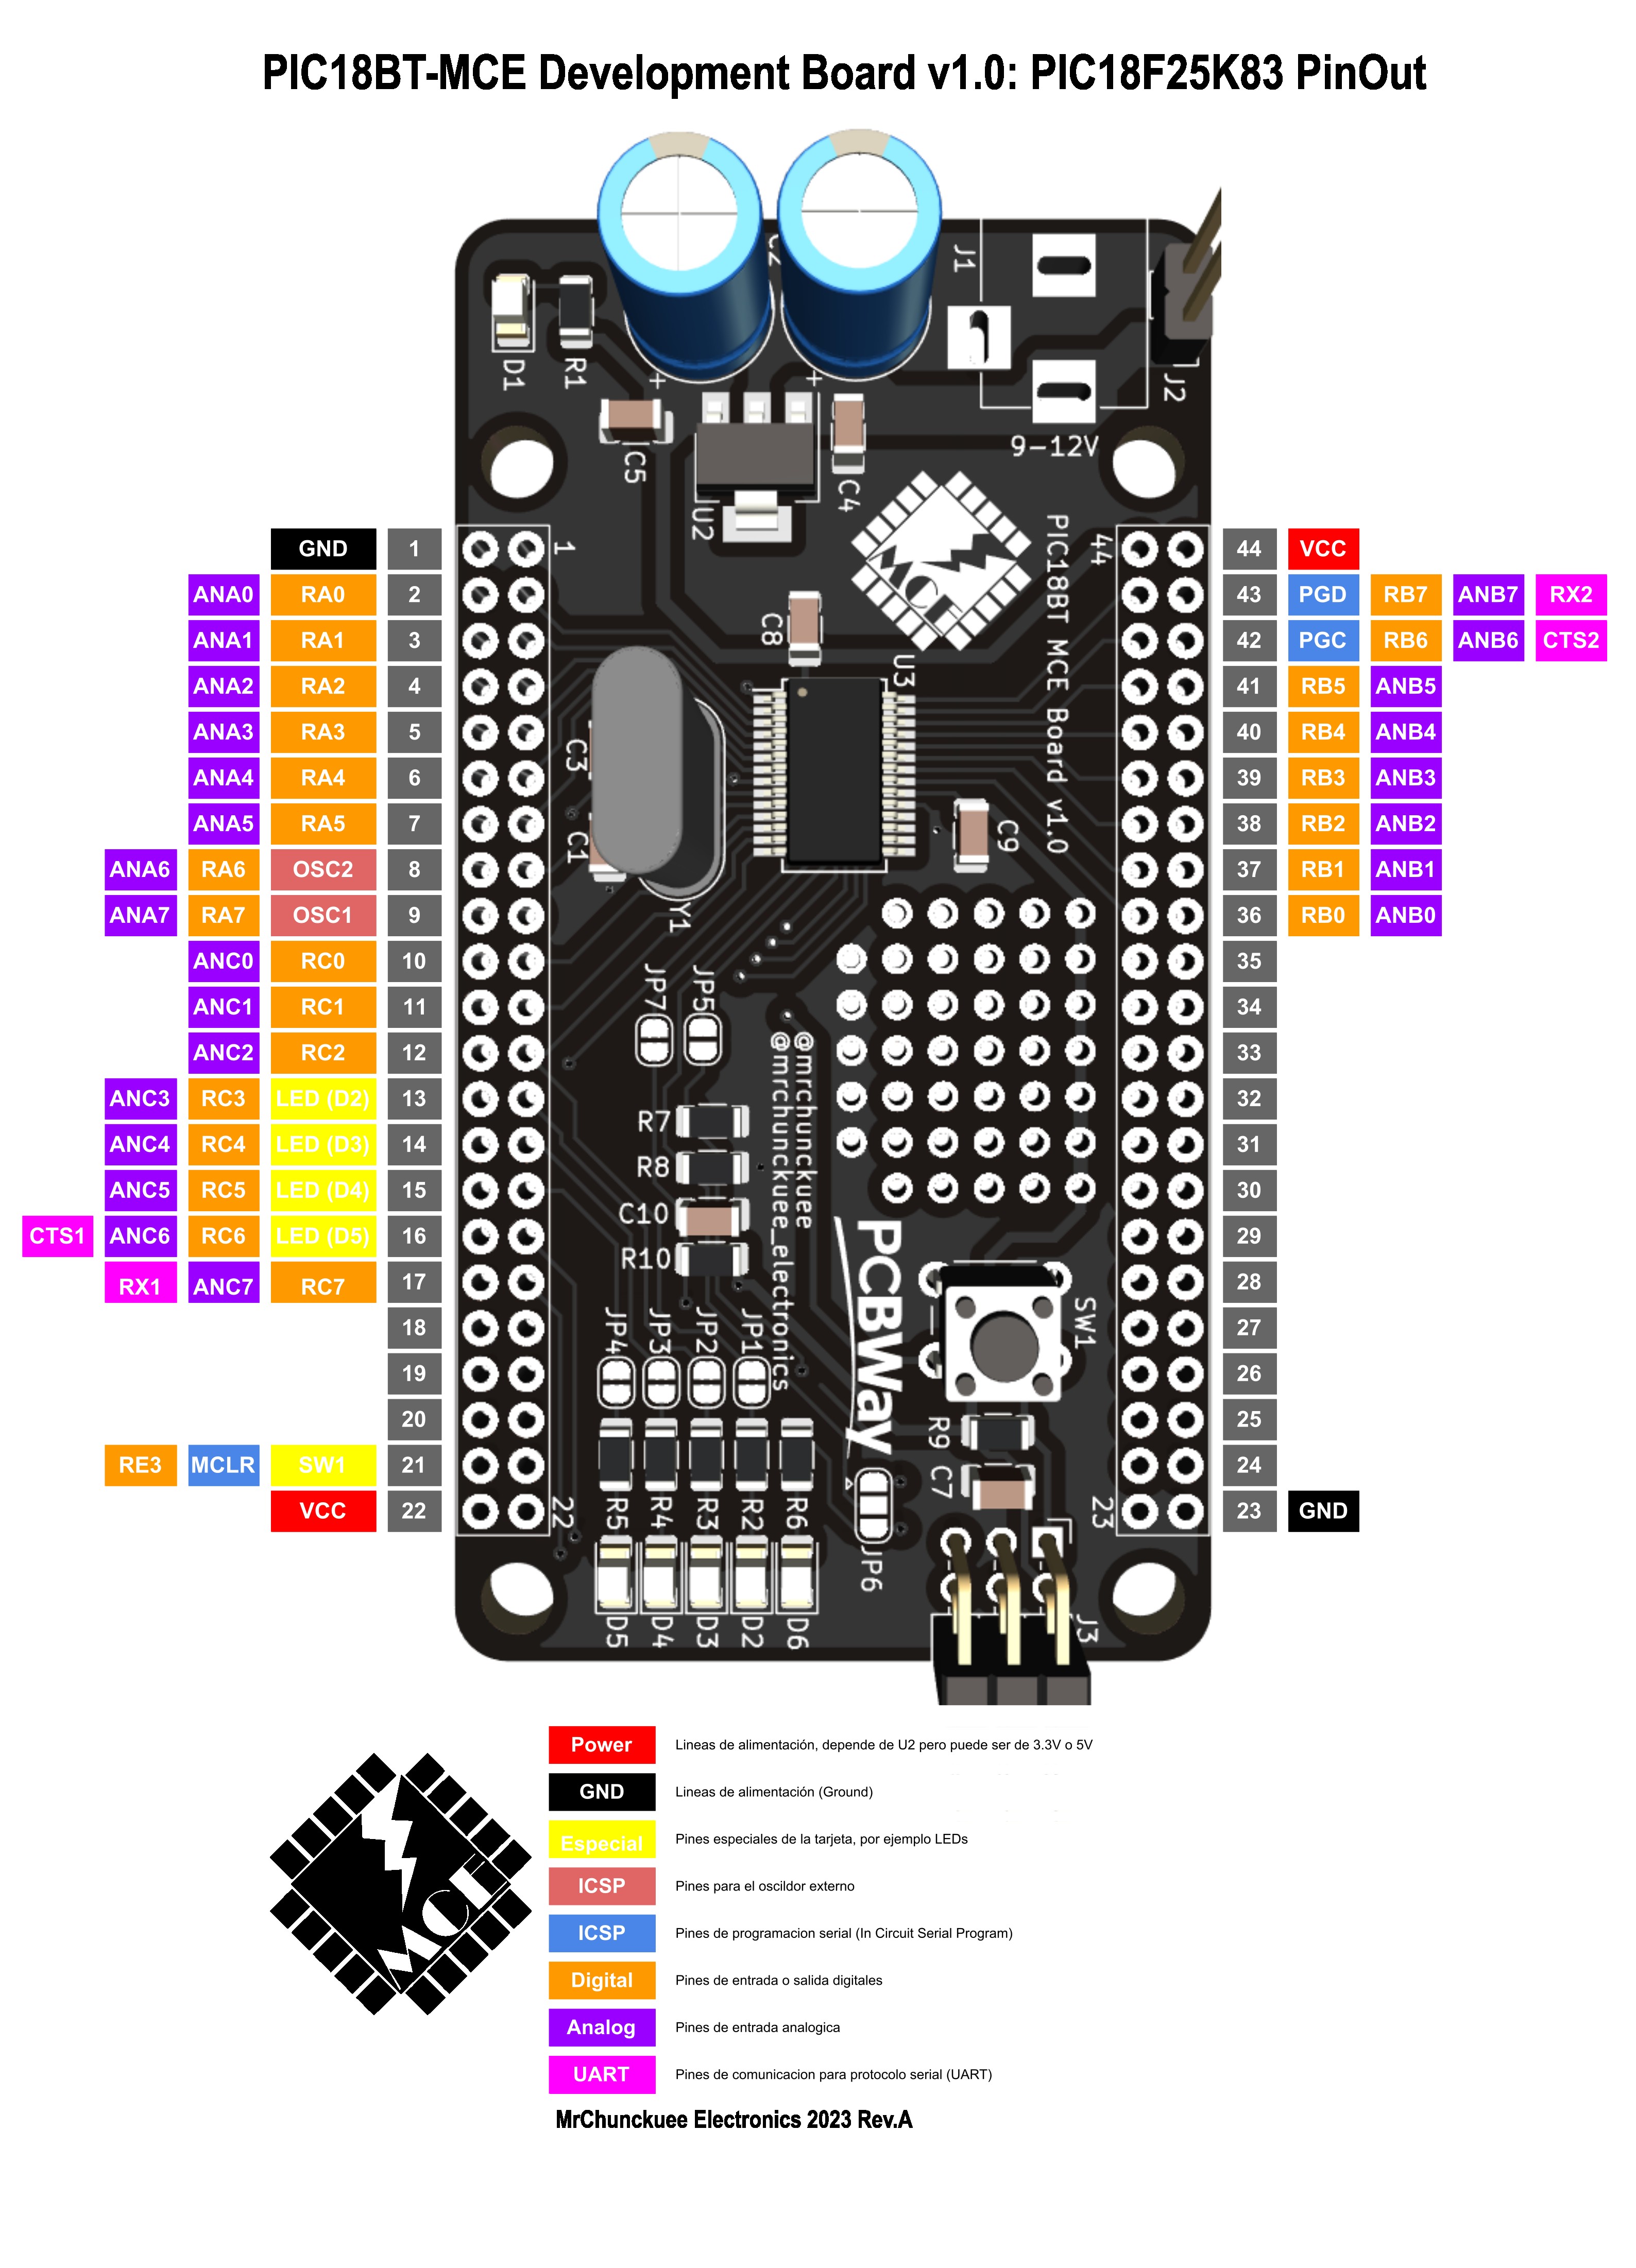 PIC18BT-MCE Development Board v1.0: PIC18F25K83 PinOut
J1
J2
D1
R1
C5
U2
C4
9-12V
MCE
PIC18BT MCE Board v1.0
C8
U3
C3
C1
Y1
C9
JP7
JP5
@mrchunckuee
@mrchunckuee_electronics
R7
R8
C10
R10
PCBWay
SW1
JP4
JP3
JP2
JP1
R9
C7
R5
R4
R3
R2
R6
JP6
D5
D4
D3
D2
D6
J3
1
22
44
23
GND 1
ANA0 RA0 2
ANA1 RA1 3
ANA2 RA2 4
ANA3 RA3 5
ANA4 RA4 6
ANA5 RA5 7
ANA6 RA6 OSC2 8
ANA7 RA7 OSC1 9
ANC0 RC0 10
ANC1 RC1 11
ANC2 RC2 12
ANC3 RC3 LED (D2) 13
ANC4 RC4 LED (D3) 14
ANC5 RC5 LED (D4) 15
CTS1 ANC6 RC6 LED (D5) 16
RX1 ANC7 RC7 17
18
19
20
RE3 MCLR SW1 21
VCC 22
44 VCC
43 PGD RB7 ANB7 RX2
42 PGC RB6 ANB6 CTS2
41 RB5 ANB5
40 RB4 ANB4
39 RB3 ANB3
38 RB2 ANB2
37 RB1 ANB1
36 RB0 ANB0
35
34
33
32
31
30
29
28
27
26
25
24
23 GND
MCE
Power Lineas de alimentación, depende de U2 pero puede ser de 3.3V o 5V
GND Lineas de alimentación (Ground)
Especial Pines especiales de la tarjeta, por ejemplo LEDs
ICSP Pines para el oscildor externo
ICSP Pines de programacion serial (In Circuit Serial Program)
Digital Pines de entrada o salida digitales
Analog Pines de entrada analogica
UART Pines de comunicacion para protocolo serial (UART)
MrChunckuee Electronics 2023 Rev.A